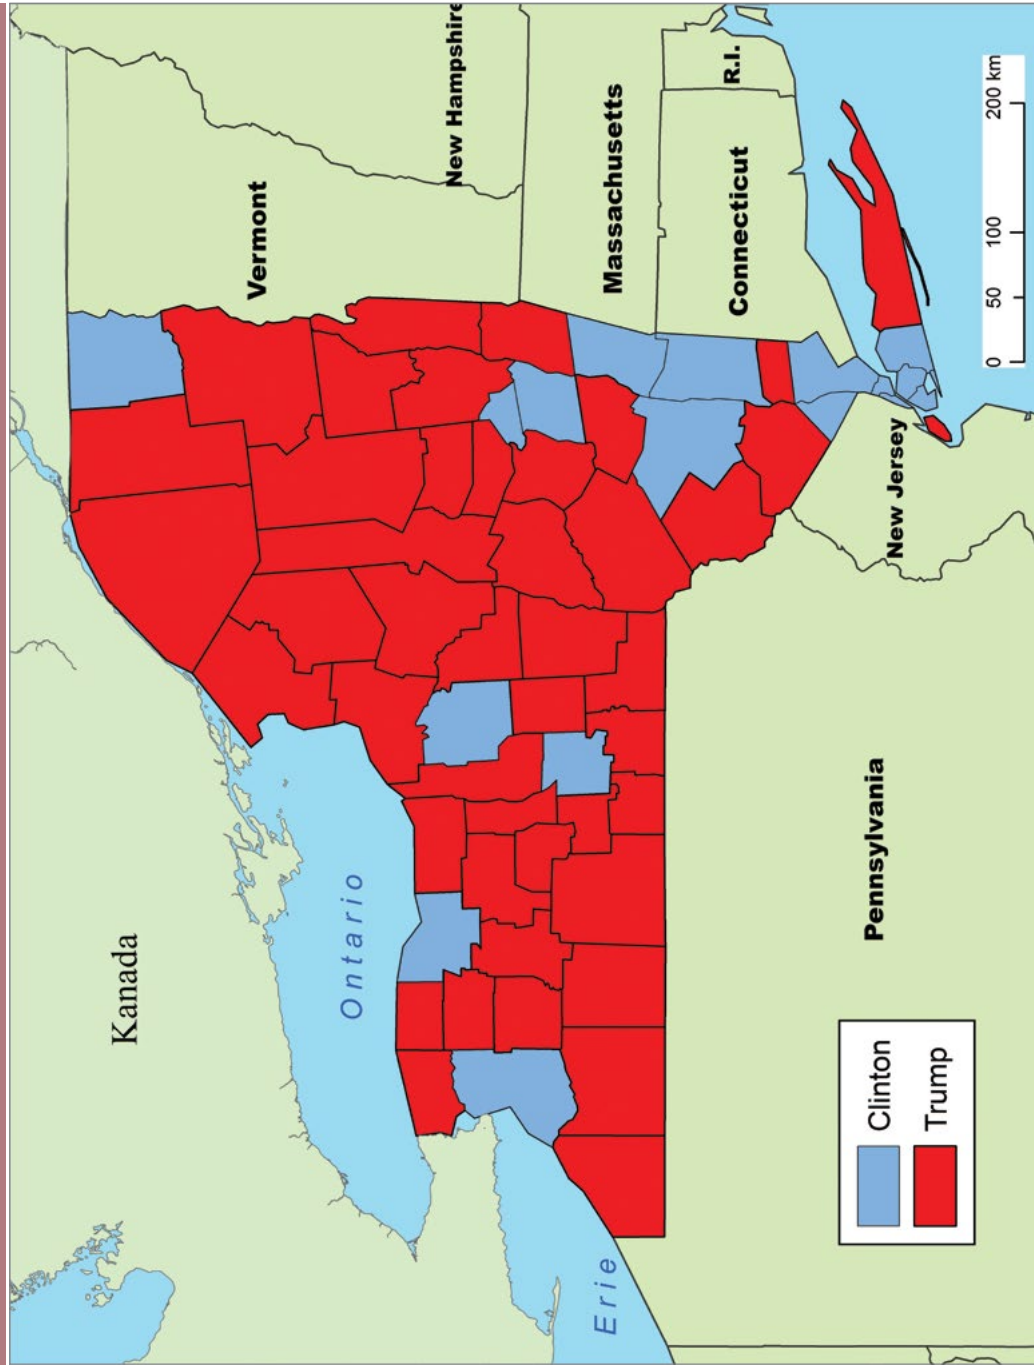 Kanada
Ontario
Erie
Vermont
New Hampshire
Massachusetts
Connecticut
R.I.
New Jersey
Pennsylvania
Clinton
Trump
0 50 100 200 km